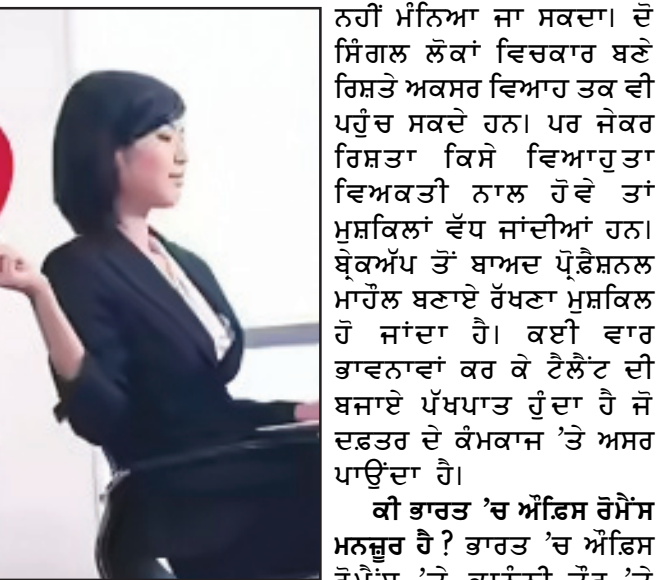 ਨਹੀਂ ਮੰਨਿਆ ਜਾ ਸਕਦਾ। ਦੋ
ਸਿੰਗਲ ਲੋਕਾਂ ਵਿਚਕਾਰ ਬਣੇ
ਰਿਸ਼ਤੇ ਅਕਸਰ ਵਿਆਹ ਤਕ ਵੀ
ਪਹੁੰਚ ਸਕਦੇ ਹਨ। ਪਰ ਜੇਕਰ
ਰਿਸ਼ਤਾ ਕਿਸੇ ਵਿਆਹੁਤਾ
ਵਿਅਕਤੀ ਨਾਲ ਹੋਵੇ ਤਾਂ
ਮੁਸ਼ਕਿਲਾਂ ਵੱਧ ਜਾਂਦੀਆਂ ਹਨ।
ਬ੍ਰੇਕਅੱਪ ਤੋਂ ਬਾਅਦ ਪ੍ਰੋਫ਼ੈਸ਼ਨਲ
ਮਾਹੌਲ ਬਣਾਏ ਰੱਖਣਾ ਮੁਸ਼ਕਿਲ
ਹੋ ਜਾਂਦਾ ਹੈ। ਕਈ ਵਾਰ
ਭਾਵਨਾਵਾਂ ਕਰ ਕੇ ਟੈਲੈਂਟ ਦੀ
ਬਜਾਏ ਪੱਖਪਾਤ ਹੁੰਦਾ ਹੈ ਜੋ
ਦਫ਼ਤਰ ਦੇ ਕੰਮਕਾਜ 'ਤੇ ਅਸਰ
ਪਾਉਂਦਾ ਹੈ।
ਕੀ ਭਾਰਤ 'ਚ ਔਫ਼ਿਸ ਰੋਮੈਂਸ
ਮਨਜ਼ੂਰ ਹੈ ? ਭਾਰਤ 'ਚ ਔਫ਼ਿਸ